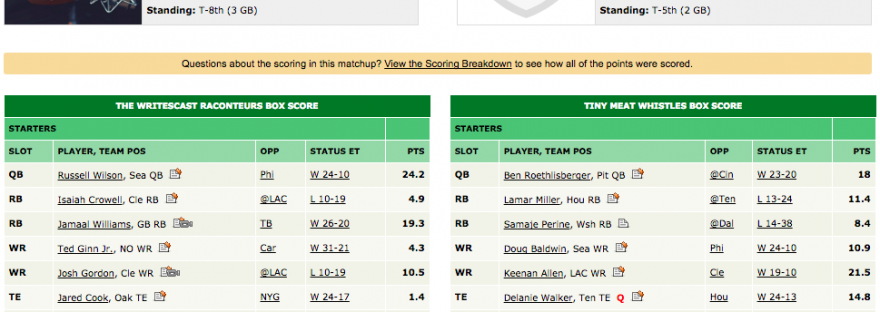 Standing: T-8th (3 GB)
Standing: T-5th (2 GB)
Questions about the scoring in this matchup? View the Scoring Breakdown to see how all of the points were scored.
THE WRITESCAST RACONTEURS BOX SCORE
STARTERS
SLOT PLAYER, TEAM POS OPP STATUS ET PTS
QB Russell Wilson, Sea QB Phi W 24-10 24.2
RB Isaiah Crowell, Cle RB @LAC L 10-19 4.9
RB Jamaal Williams, GB RB TB W 26-20 19.3
WR Ted Ginn Jr., NO WR Car W 31-21 4.3
WR Josh Gordon, Cle WR @LAC L 10-19 10.5
TE Jared Cook, Oak TE NYG W 24-17 1.4
TINY MEAT WHISTLES BOX SCORE
STARTERS
SLOT PLAYER, TEAM POS OPP STATUS ET PTS
QB Ben Roethlisberger, Pit QB @Cin W 23-20 18
RB Lamar Miller, Hou RB @Ten L 13-24 11.4
RB Samaje Perine, Wsh RB @Dal L 14-38 8.4
WR Doug Baldwin, Sea WR Phi W 24-10 10.9
WR Keenan Allen, LAC WR Cle W 19-10 21.5
TE Delanie Walker, Ten TE Q Hou W 24-13 14.8